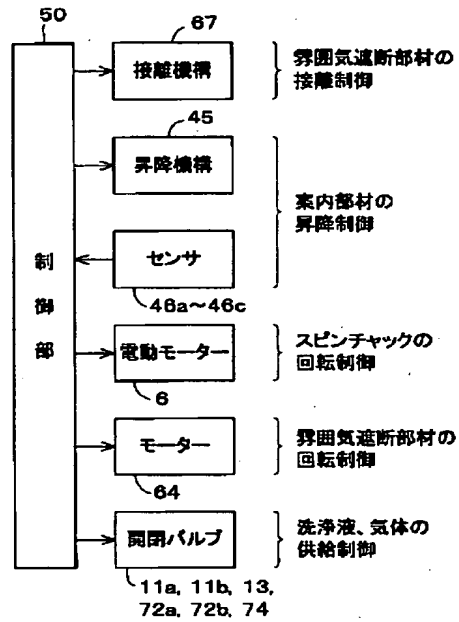 50
67
接離機構
雰囲気遮断部材の
接離制御
45
昇降機構
案内部材の
昇降制御
制御部
センサ
46a～46c
電動モーター
スピンチャックの
回転制御
6
モーター
雰囲気遮断部材の
回転制御
64
開閉バルブ
洗浄液、気体の
供給制御
11a, 11b, 13,
72a, 72b, 74